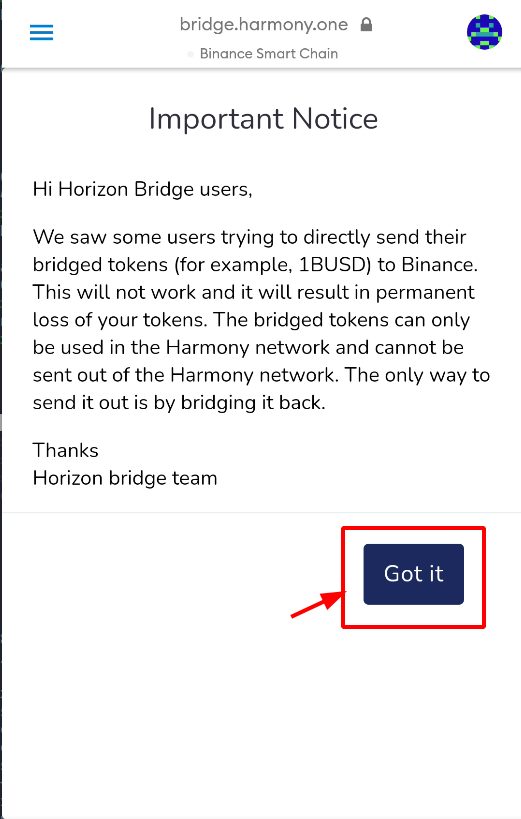 bridge.harmony.one
Binance Smart Chain
Important Notice
Hi Horizon Bridge users,
We saw some users trying to directly send their
bridged tokens (for example, 1BUSD) to Binance.
This will not work and it will result in permanent
loss of your tokens. The bridged tokens can only
be used in the Harmony network and cannot be
sent out of the Harmony network. The only way to
send it out is by bridging it back.
Thanks
Horizon bridge team
Got it